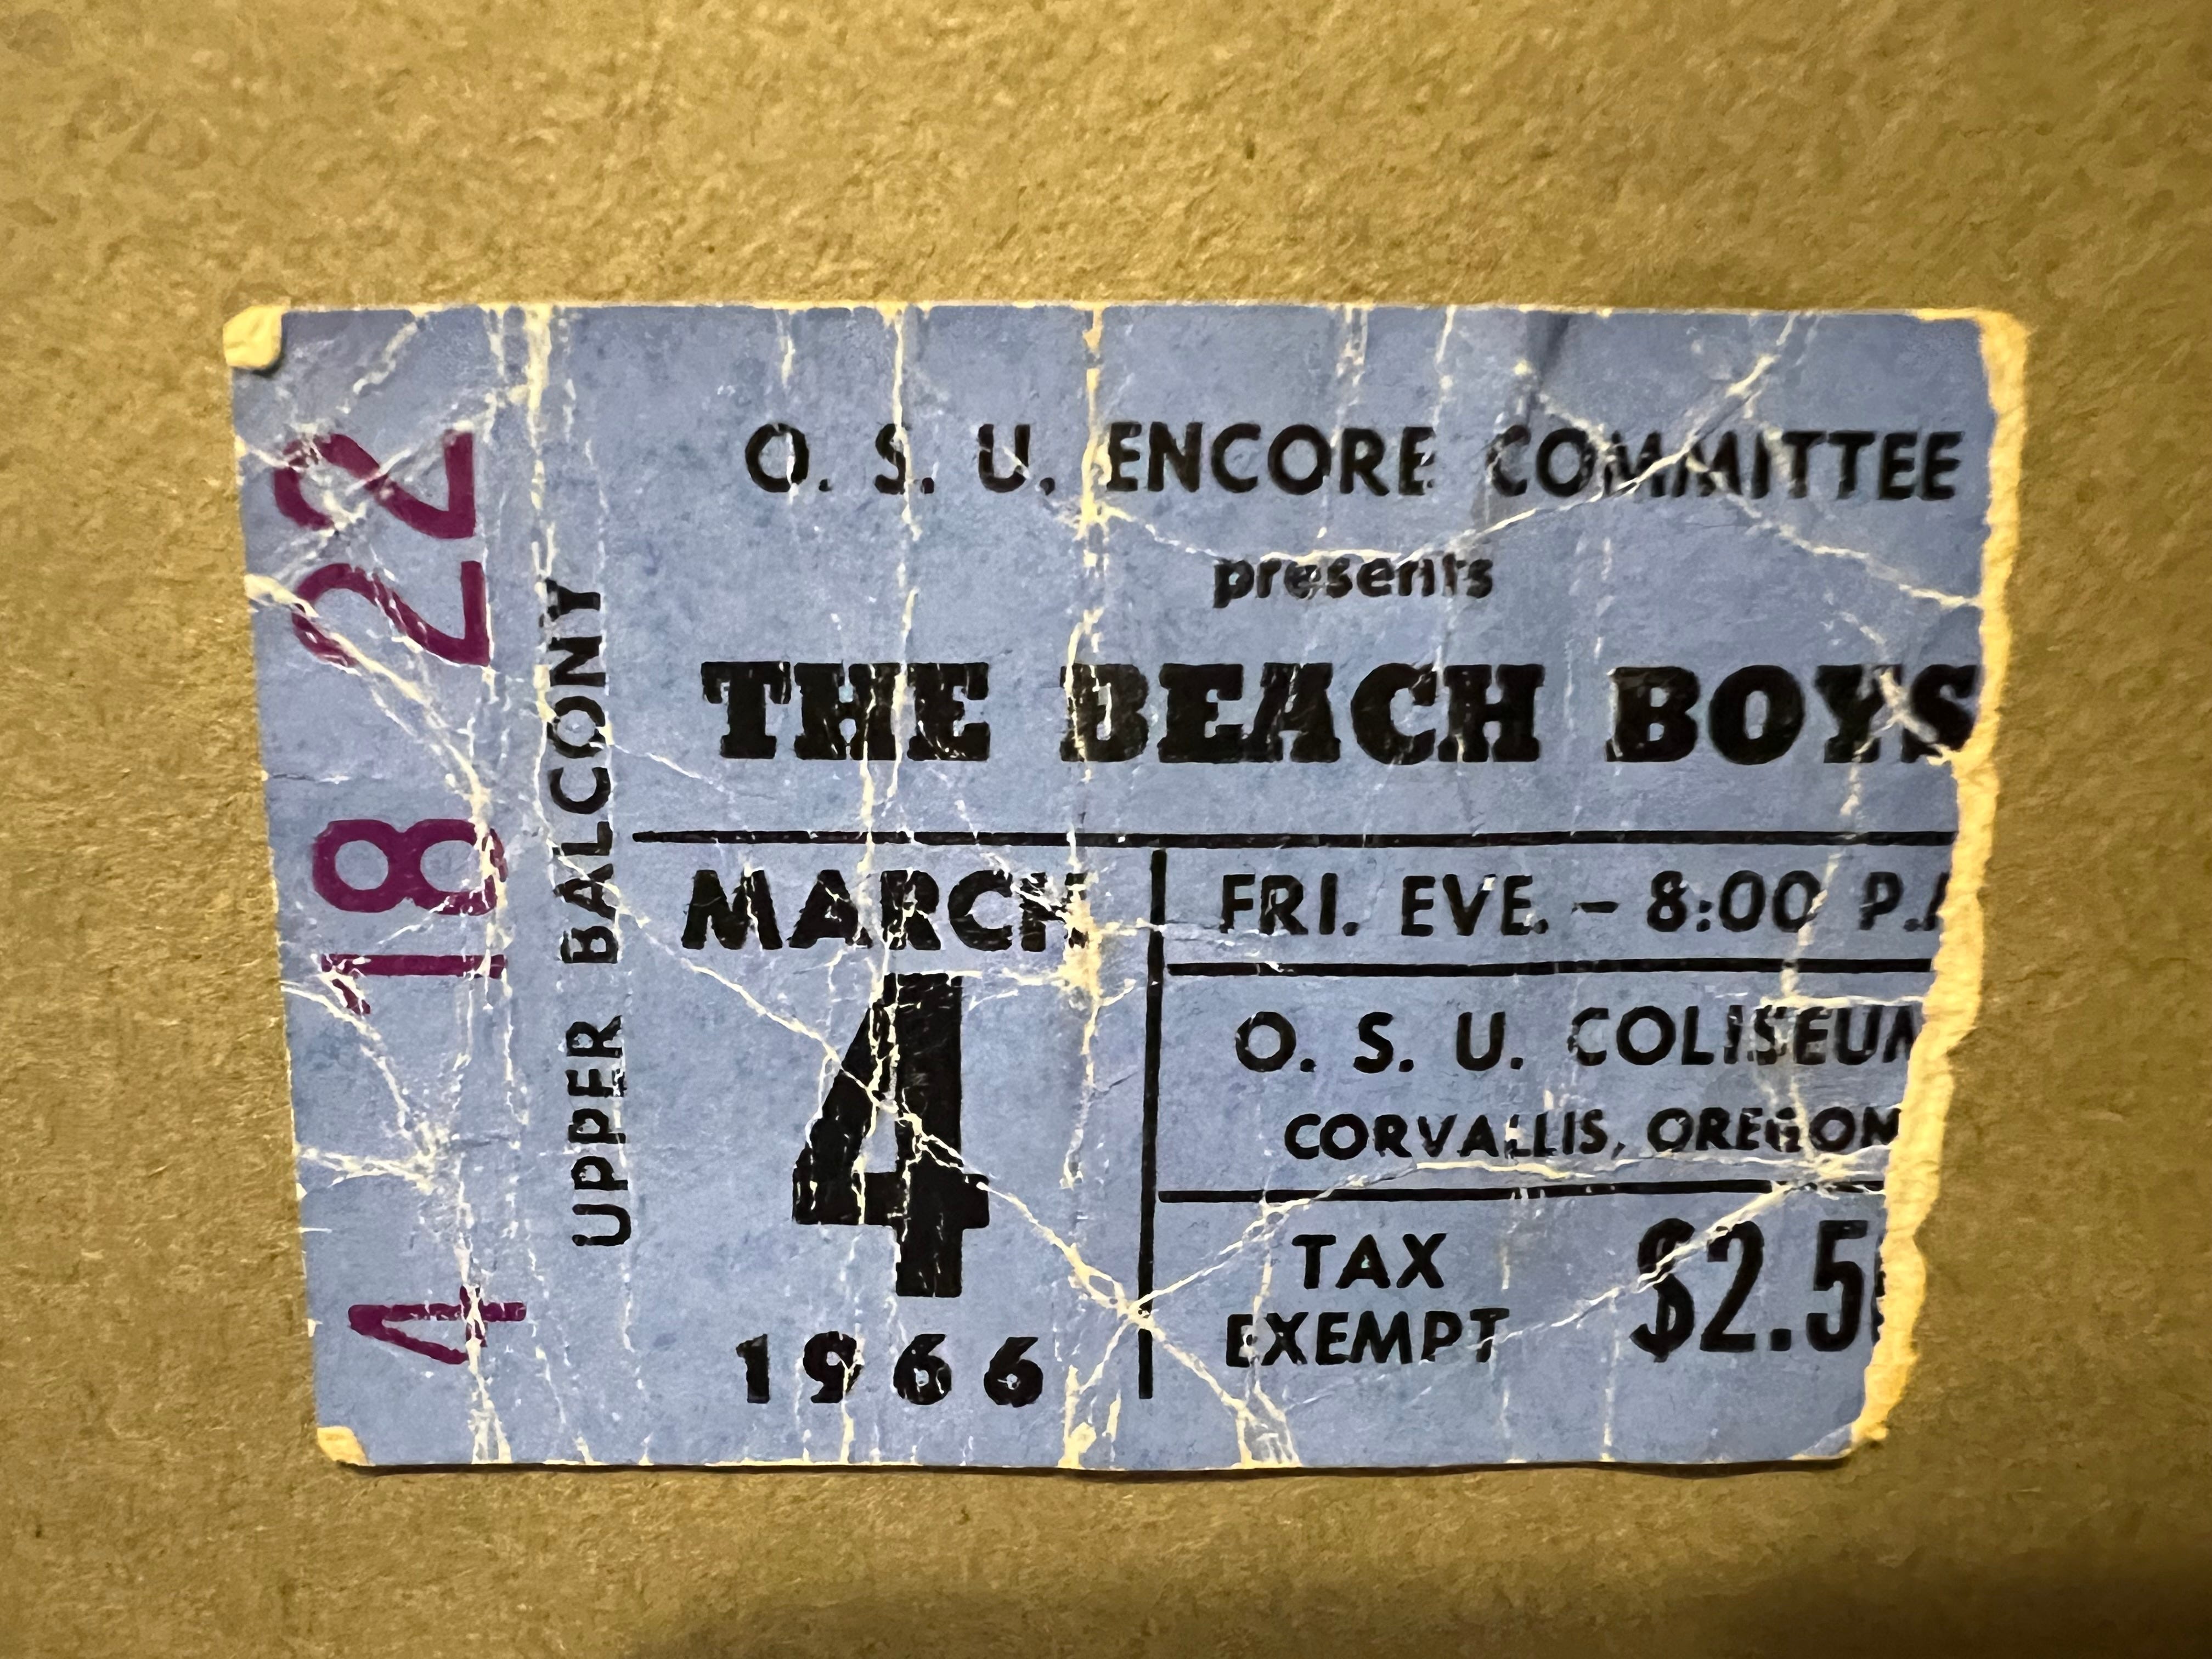 4 18 22
UPPER BALCONY
O. S. U. ENCORE COMMITTEE
presents
THE BEACH BOYS
MARCH
4
1966
FRI. EVE. – 8:00 P.
O. S. U. COLISEUM
CORVALLIS, OREGON
TAX
EXEMPT
$2.5